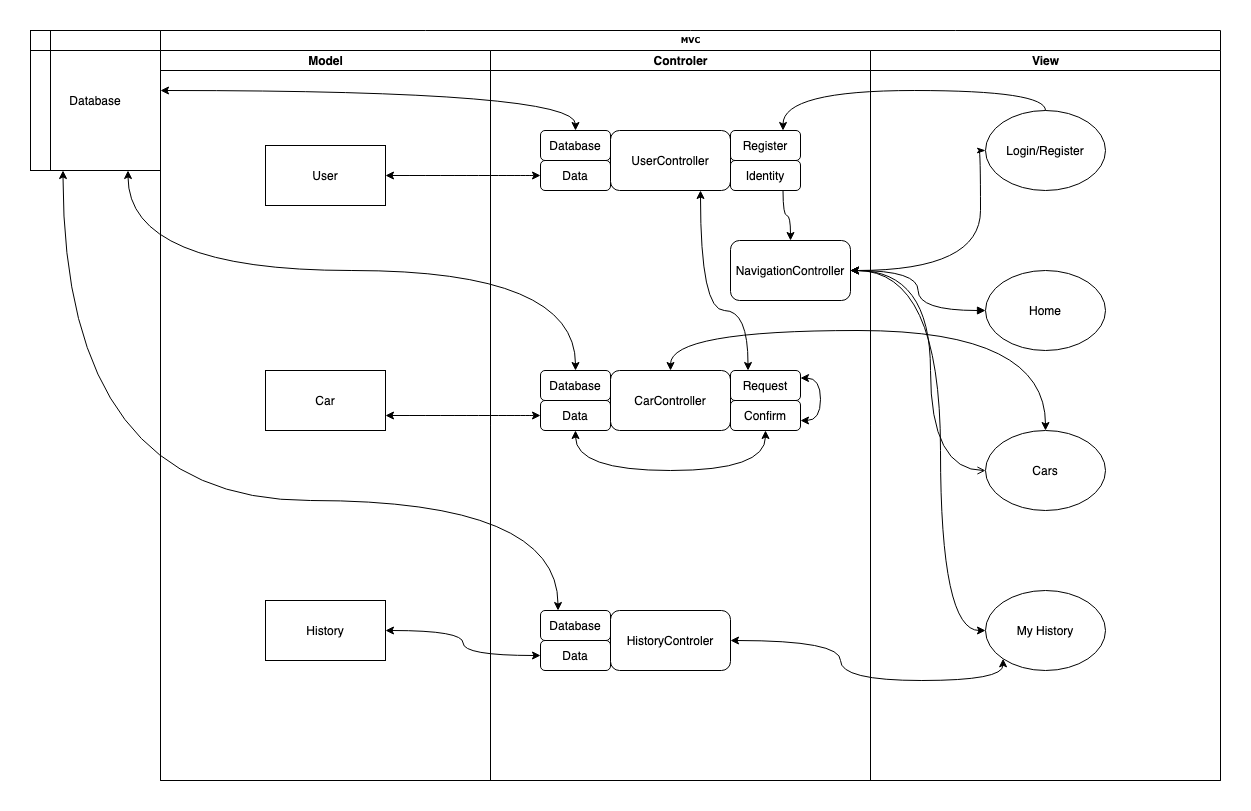 MVC
Model
Controler
View
Database
Database
UserController
Register
Login/Register
User
Data
Identity
NavigationController
Home
Database
CarController
Request
Car
Data
Confirm
Cars
Database
HistoryControler
History
Data
My History